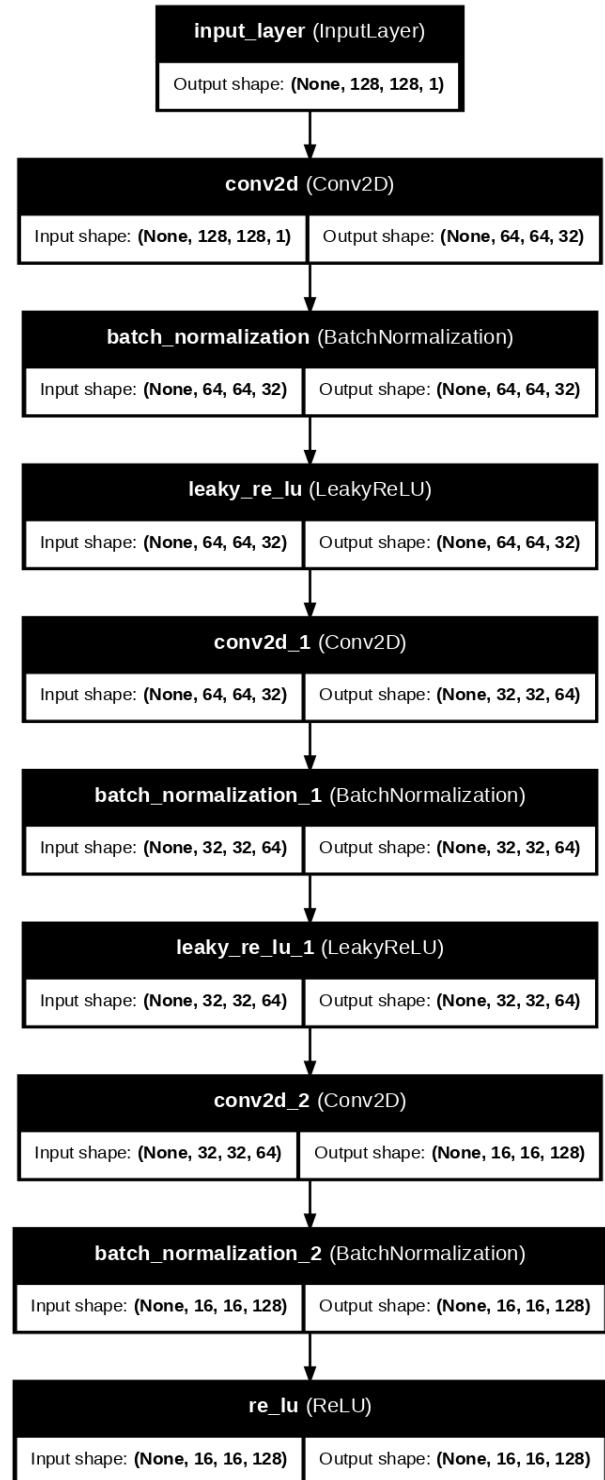 input_layer (InputLayer)
Output shape: (None, 128, 128, 1)
conv2d (Conv2D)
Input shape: (None, 128, 128, 1) Output shape: (None, 64, 64, 32)
batch_normalization (BatchNormalization)
Input shape: (None, 64, 64, 32) Output shape: (None, 64, 64, 32)
leaky_re_lu (LeakyReLU)
Input shape: (None, 64, 64, 32) Output shape: (None, 64, 64, 32)
conv2d_1 (Conv2D)
Input shape: (None, 64, 64, 32) Output shape: (None, 32, 32, 64)
batch_normalization_1 (BatchNormalization)
Input shape: (None, 32, 32, 64) Output shape: (None, 32, 32, 64)
leaky_re_lu_1 (LeakyReLU)
Input shape: (None, 32, 32, 64) Output shape: (None, 32, 32, 64)
conv2d_2 (Conv2D)
Input shape: (None, 32, 32, 64) Output shape: (None, 16, 16, 128)
batch_normalization_2 (BatchNormalization)
Input shape: (None, 16, 16, 128) Output shape: (None, 16, 16, 128)
re_lu (ReLU)
Input shape: (None, 16, 16, 128) Output shape: (None, 16, 16, 128)